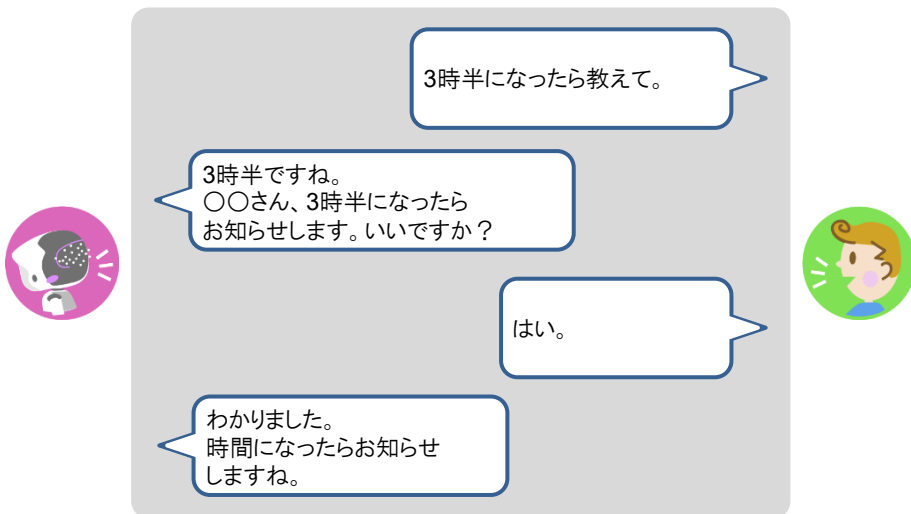 3時半になったら教えて。
3時半ですね。
○○さん、3時半になったら
お知らせします。いいですか？
はい。
わかりました。
時間になったらお知らせ
しますね。